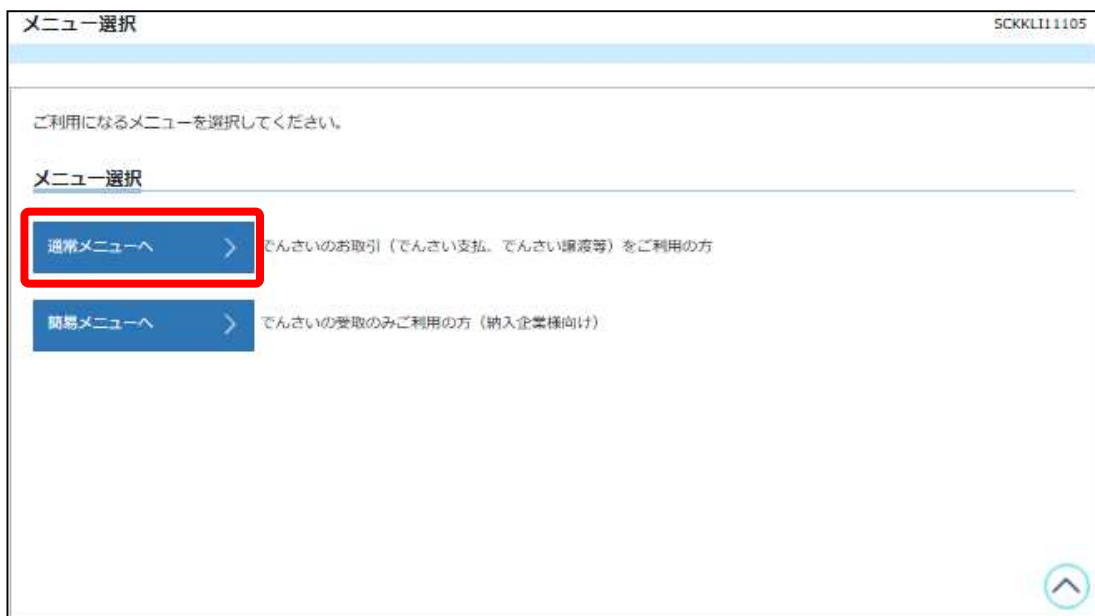 メニュー選択
SCKKLI11105
ご利用になるメニューを選択してください。
メニュー選択
通常メニューへ
でんさいのお取引（でんさい支払、でんさい譲渡等）をご利用の方
簡易メニューへ
でんさいの受取のみご利用の方（納入企業様向け）